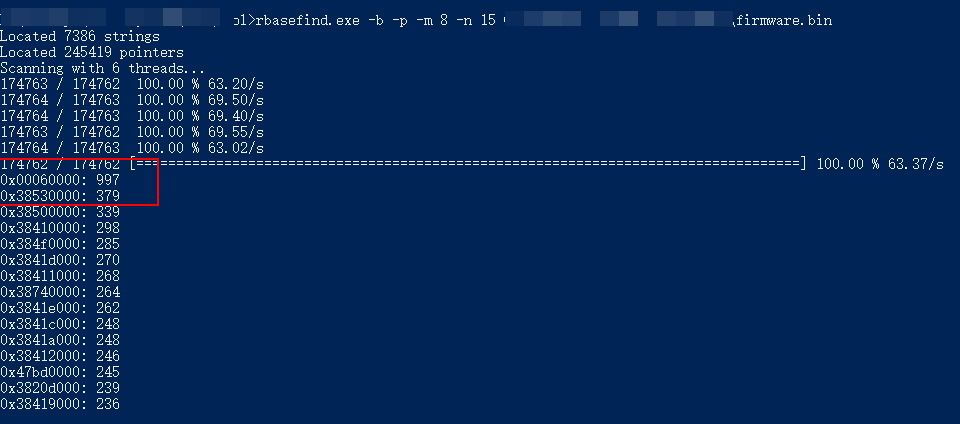 ol>rbasefind.exe -b -p -m 8 -n 15 \firmware.bin
Located 7386 strings
Located 245419 pointers
Scanning with 6 threads...
174763 / 174762 100.00 % 63.20/s
174764 / 174763 100.00 % 69.50/s
174764 / 174763 100.00 % 69.40/s
174763 / 174762 100.00 % 69.55/s
174764 / 174763 100.00 % 63.02/s
174762 / 174762 [===================================================================================] 100.00 % 63.37/s
0x00060000: 997
0x38530000: 379
0x38500000: 339
0x38410000: 298
0x384f0000: 285
0x3841d000: 270
0x38411000: 268
0x38740000: 264
0x3841e000: 262
0x3841c000: 248
0x3841a000: 248
0x38412000: 246
0x47bd0000: 245
0x3820d000: 239
0x38419000: 236